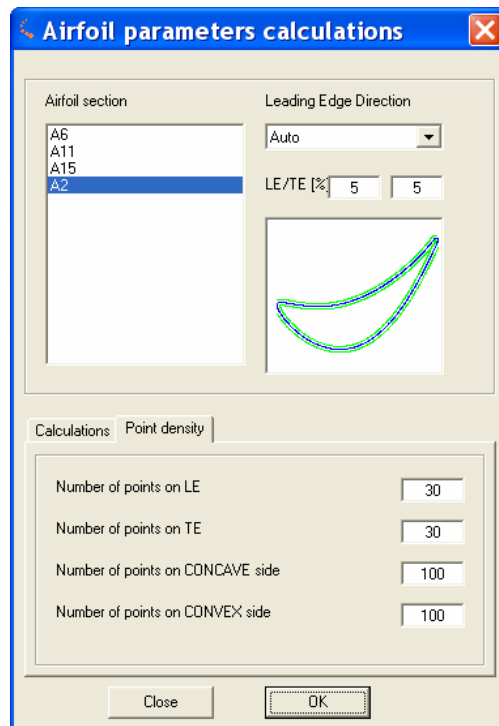 Airfoil parameters calculations
Airfoil section
A6
A11
A15
A2
Leading Edge Direction
Auto
LE/TE [%] 5 5
Calculations Point density
Number of points on LE 30
Number of points on TE 30
Number of points on CONCAVE side 100
Number of points on CONVEX side 100
Close OK